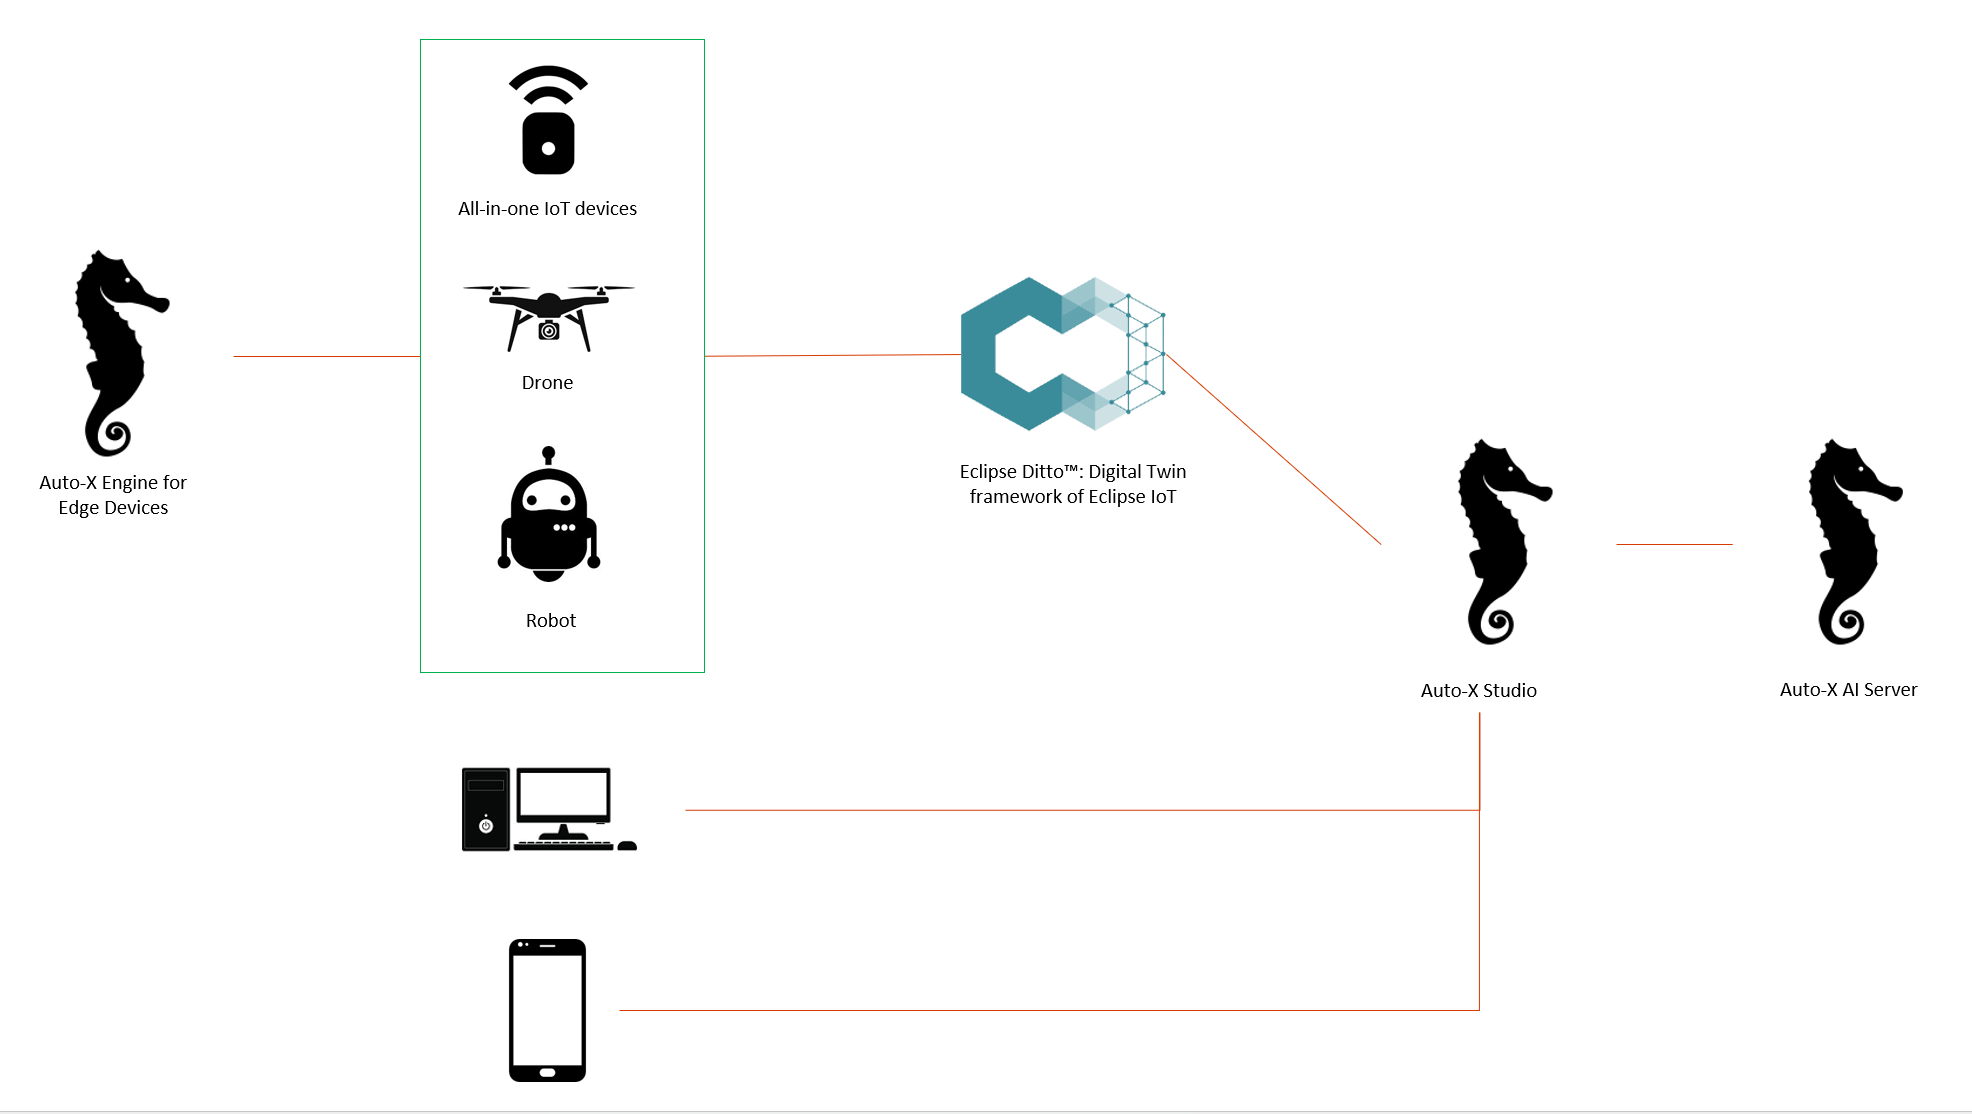 All-in-one IoT devices
Drone
Robot
Auto-X Engine for
Edge Devices
Eclipse Ditto™: Digital Twin
framework of Eclipse IoT
Auto-X Studio
Auto-X AI Server